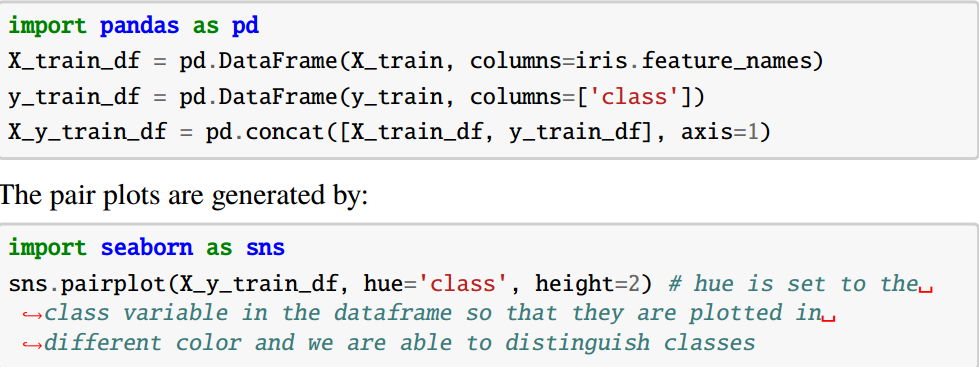 import pandas as pd
X_train_df = pd.DataFrame(X_train, columns=iris.feature_names)
y_train_df = pd.DataFrame(y_train, columns=['class'])
X_y_train_df = pd.concat([X_train_df, y_train_df], axis=1)
The pair plots are generated by:
import seaborn as sns
sns.pairplot(X_y_train_df, hue='class', height=2) # hue is set to the␣
↪class variable in the dataframe so that they are plotted in␣
↪different color and we are able to distinguish classes